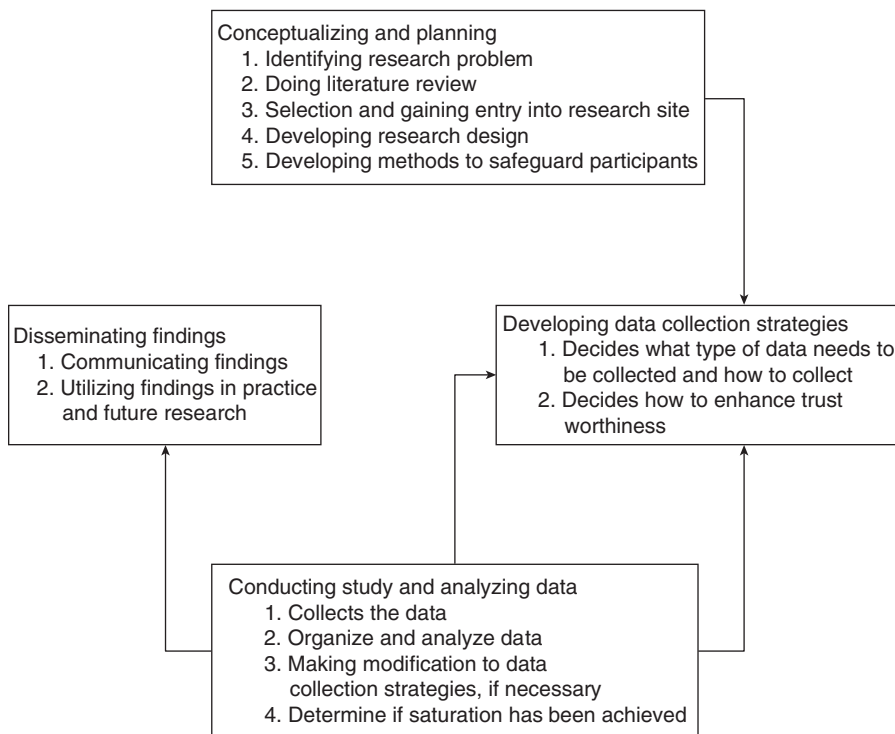 Conceptualizing and planning
1. Identifying research problem
2. Doing literature review
3. Selection and gaining entry into research site
4. Developing research design
5. Developing methods to safeguard participants
Disseminating findings
1. Communicating findings
2. Utilizing findings in practice
and future research
Developing data collection strategies
1. Decides what type of data needs to
be collected and how to collect
2. Decides how to enhance trust
worthiness
Conducting study and analyzing data
1. Collects the data
2. Organize and analyze data
3. Making modification to data
collection strategies, if necessary
4. Determine if saturation has been achieved